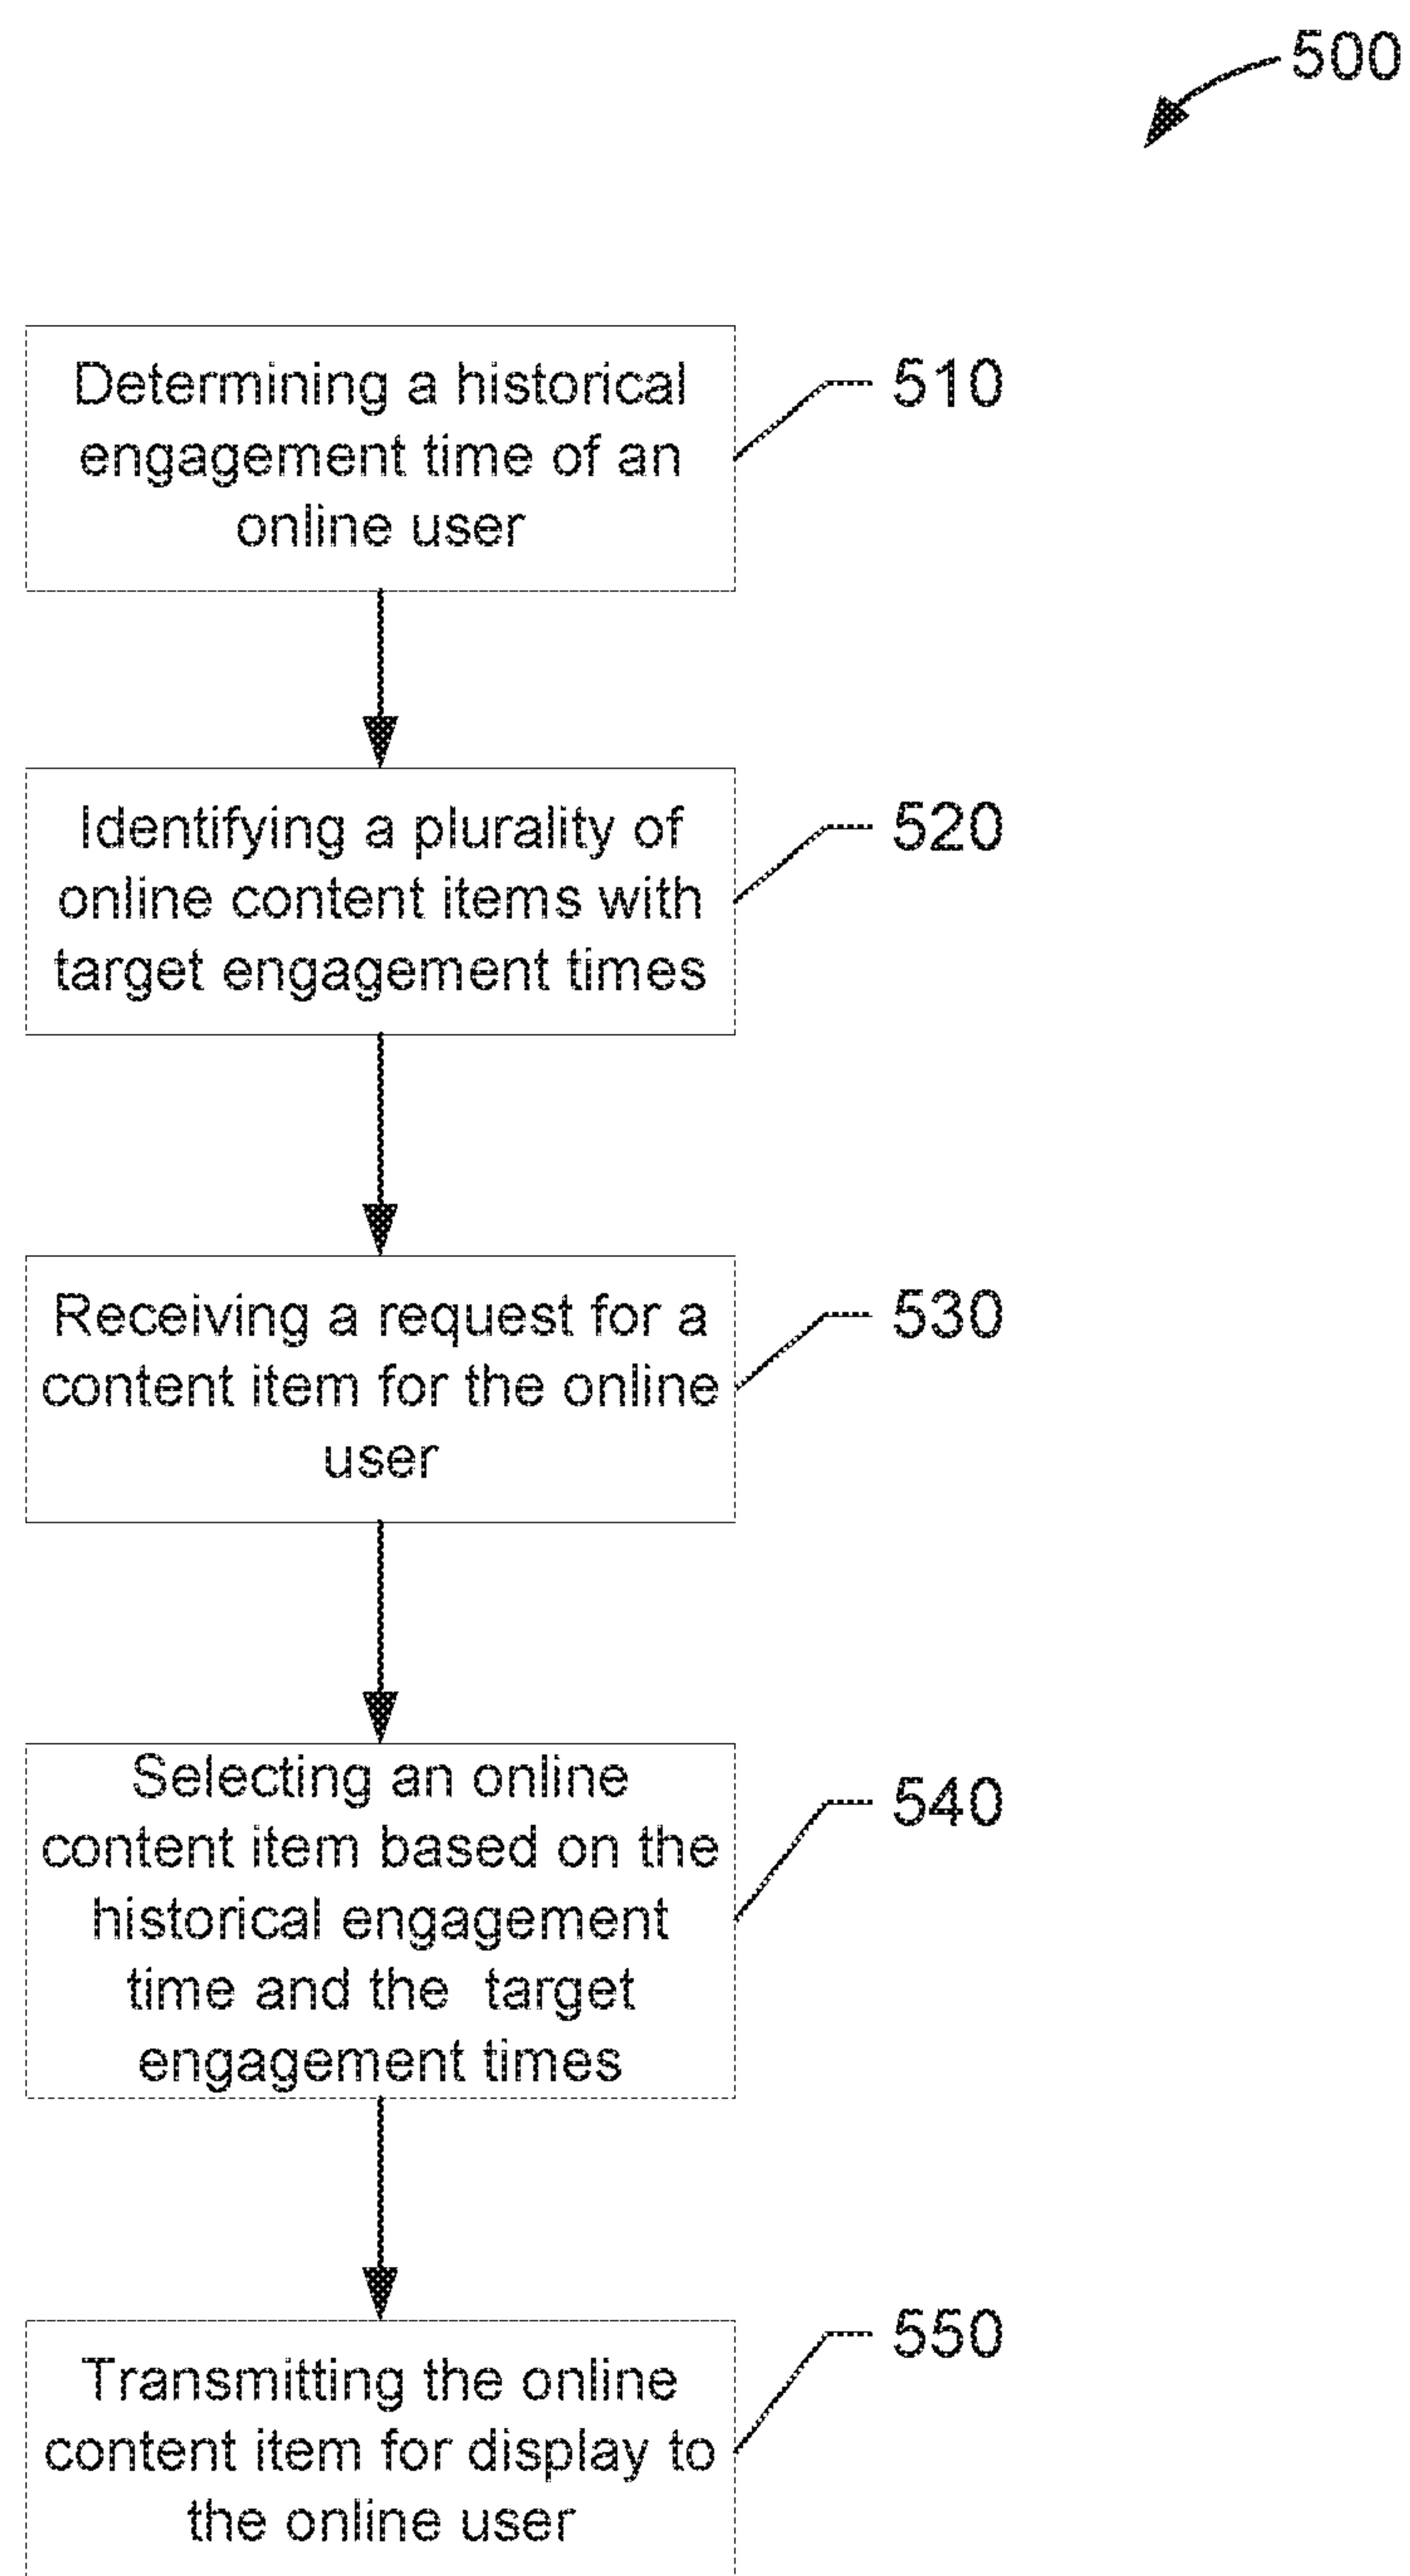 500
Determining a historical
engagement time of an
online user
510
Identifying a plurality of
online content items with
target engagement times
520
Receiving a request for a
content item for the online
user
530
Selecting an online
content item based on the
historical engagement
time and the target
engagement times
540
Transmitting the online
content item for display to
the online user
550